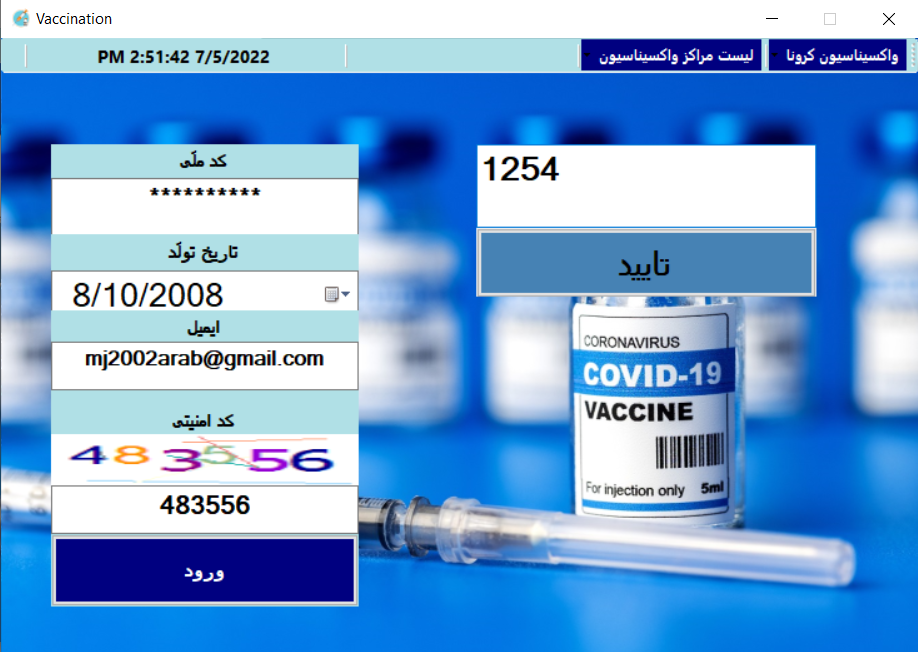 Vaccination
PM 2:51:42 7/5/2022
لیست مراکز واکسیناسیون
واکسیناسیون کرونا
کد ملّی
**********
تاریخ تولّد
8/10/2008
ایمیل
mj2002arab@gmail.com
کد امنیتی
483556
483556
ورود
1254
تایید
CORONAVIRUS
COVID-19
VACCINE
For injection only 5ml